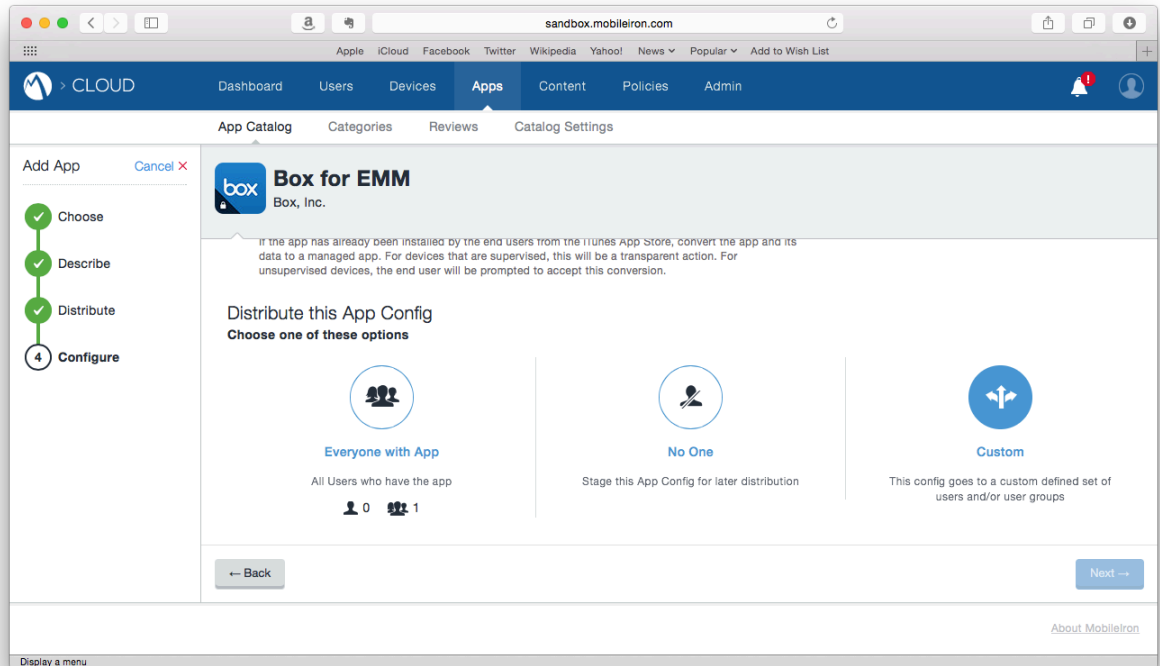 sandbox.mobileiron.com
Apple iCloud Facebook Twitter Wikipedia Yahoo! News Popular Add to Wish List
> CLOUD Dashboard Users Devices Apps Content Policies Admin !
App Catalog Categories Reviews Catalog Settings
Add App Cancel ×
Choose
Describe
Distribute
4 Configure
box
Box for EMM
Box, Inc.
If the app has already been installed by the end users from the iTunes App Store, convert the app and its
data to a managed app. For devices that are supervised, this will be a transparent action. For
unsupervised devices, the end user will be prompted to accept this conversion.
Distribute this App Config
Choose one of these options
Everyone with App
All Users who have the app
0 1
No One
Stage this App Config for later distribution
Custom
This config goes to a custom defined set of
users and/or user groups
← Back
Next →
About MobileIron
Display a menu